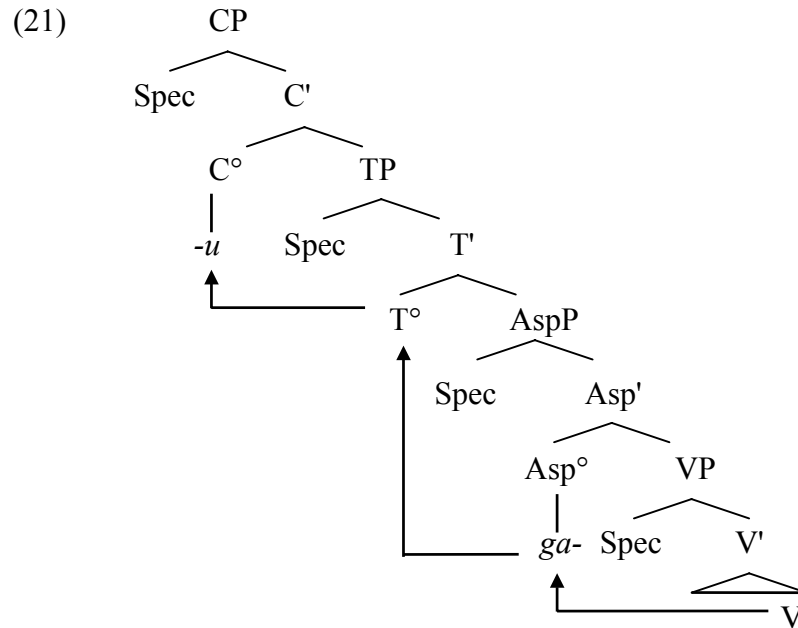 (21) CP
Spec C'
C° TP
-u Spec T'
T° AspP
Spec Asp'
Asp° VP
ga- Spec V'
V